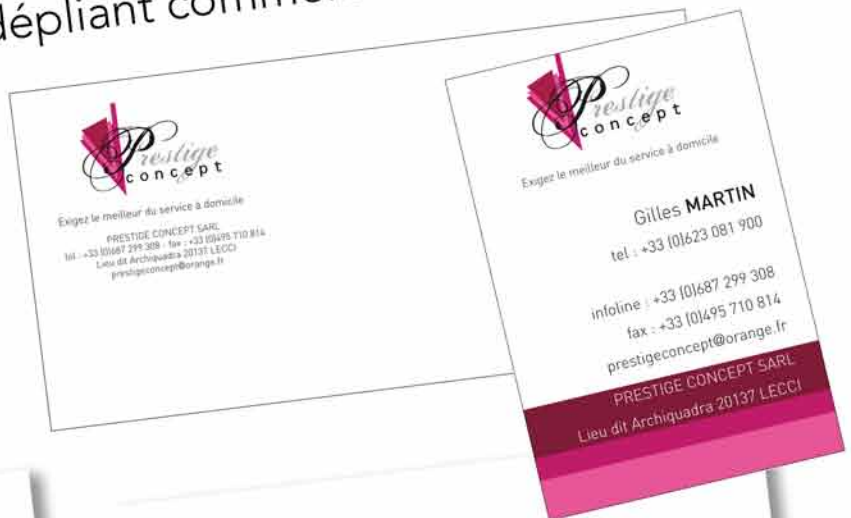 dépliant
Prestige
concept
Exigez le meilleur du service à domicile
PRESTIGE CONCEPT SARL
tel : +33 (0)687 299 308 - fax : +33 (0)495 710 814
Lieu dit Archiquadra 20137 LECCI
prestigeconcept@orange.fr
Prestige
concept
Exigez le meilleur du service à domicile
Gilles MARTIN
tel : +33 (0)623 081 900
infoline : +33 (0)687 299 308
fax : +33 (0)495 710 814
prestigeconcept@orange.fr
PRESTIGE CONCEPT SARL
Lieu dit Archiquadra 20137 LECCI